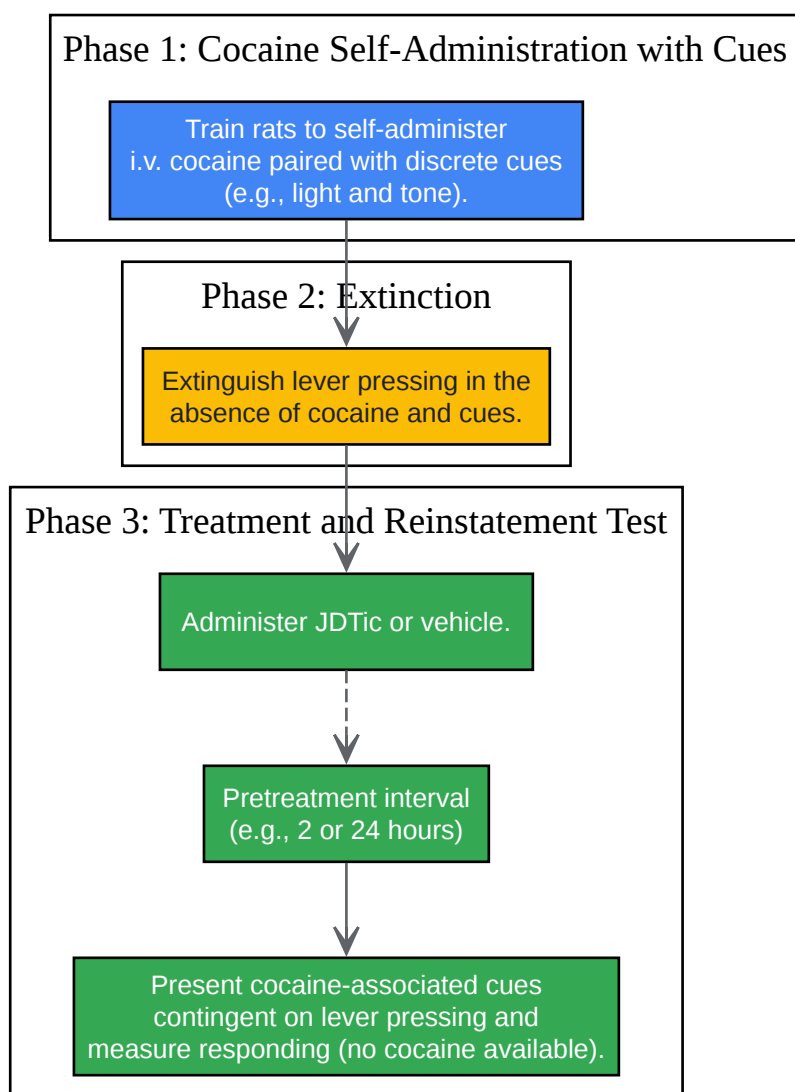 Phase 1: Cocaine Self-Administration with Cues
Train rats to self-administer
i.v. cocaine paired with discrete cues
(e.g., light and tone).
Phase 2: Extinction
Extinguish lever pressing in the
absence of cocaine and cues.
Phase 3: Treatment and Reinstatement Test
Administer JDTic or vehicle.
Pretreatment interval
(e.g., 2 or 24 hours)
Present cocaine-associated cues
contingent on lever pressing and
measure responding (no cocaine available).